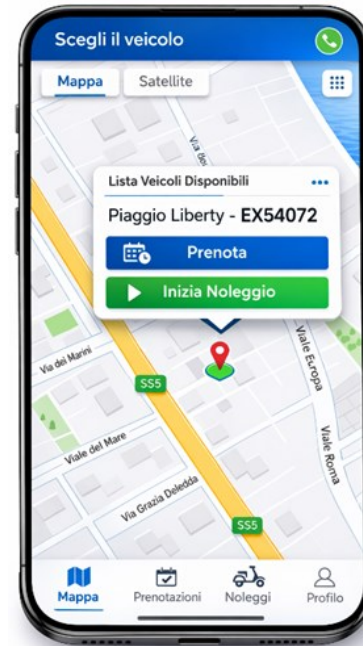 Scegli il veicolo
Mappa Satellite
Lista Veicoli Disponibili
Piaggio Liberty - EX54072
Prenota
Inizia Noleggio
Via dei Marini
SS5
Viale Europa
Viale del Mare
Viale Roma
Via Grazia Deledda
SS5
Mappa Prenotazioni Noleggi Profilo